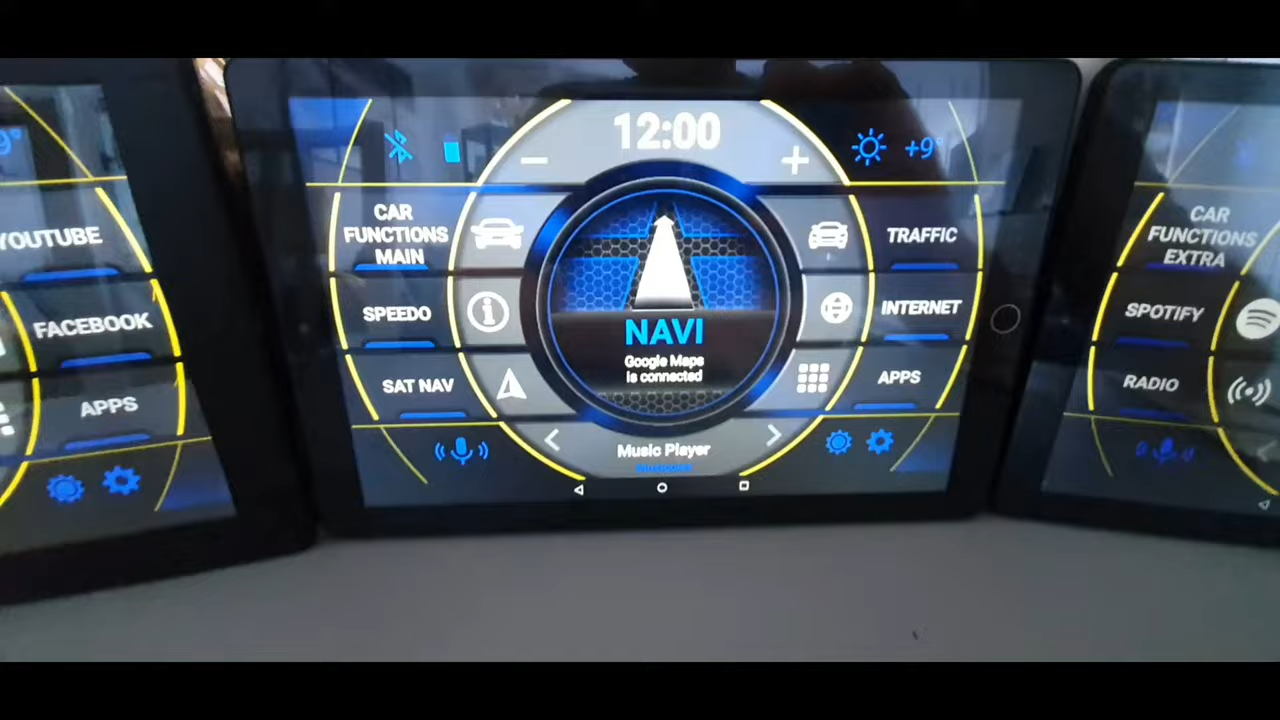 9°
YOUTUBE
FACEBOOK
APPS
12:00
+9°
CAR
FUNCTIONS
MAIN
SPEEDO
SAT NAV
TRAFFIC
INTERNET
APPS
NAVI
Google Maps
is connected
Music Player
CAR
FUNCTIONS
EXTRA
SPOTIFY
RADIO